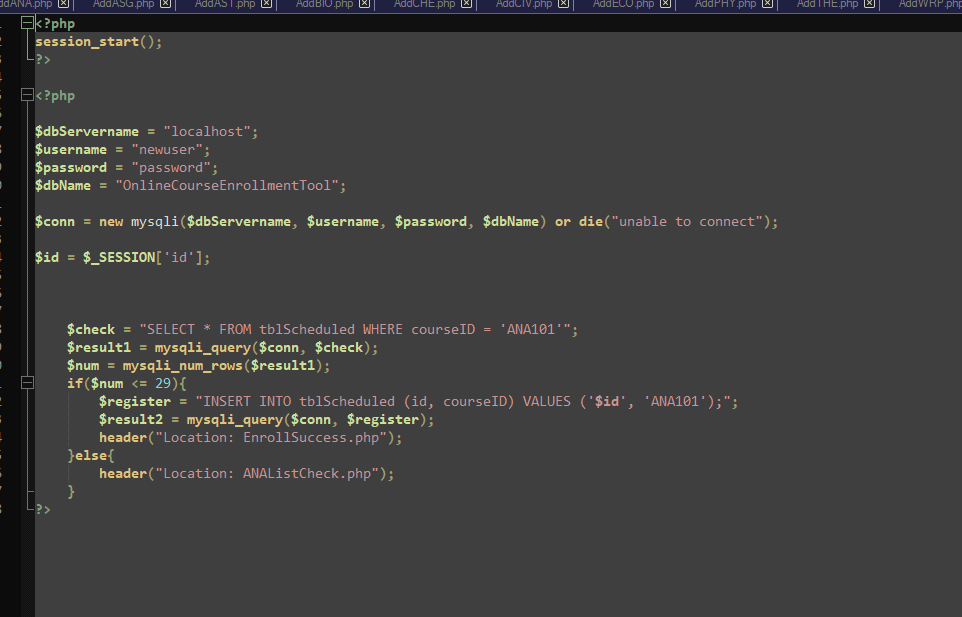 ddANA.php AddASG.php AddAST.php AddBIO.php AddCHE.php AddCIV.php AddECO.php AddPHY.php AddTHE.php AddWRP.php
<?php
session_start();
?>
<?php
$dbServername = "localhost";
$username = "newuser";
$password = "password";
$dbName = "OnlineCourseEnrollmentTool";
$conn = new mysqli($dbServername, $username, $password, $dbName) or die("unable to connect");
$id = $_SESSION['id'];
$check = "SELECT * FROM tblScheduled WHERE courseID = 'ANA101'";
$result1 = mysqli_query($conn, $check);
$num = mysqli_num_rows($result1);
if($num <= 29){
$register = "INSERT INTO tblScheduled (id, courseID) VALUES ('$id', 'ANA101');";
$result2 = mysqli_query($conn, $register);
header("Location: EnrollSuccess.php");
}else{
header("Location: ANAListCheck.php");
}
?>